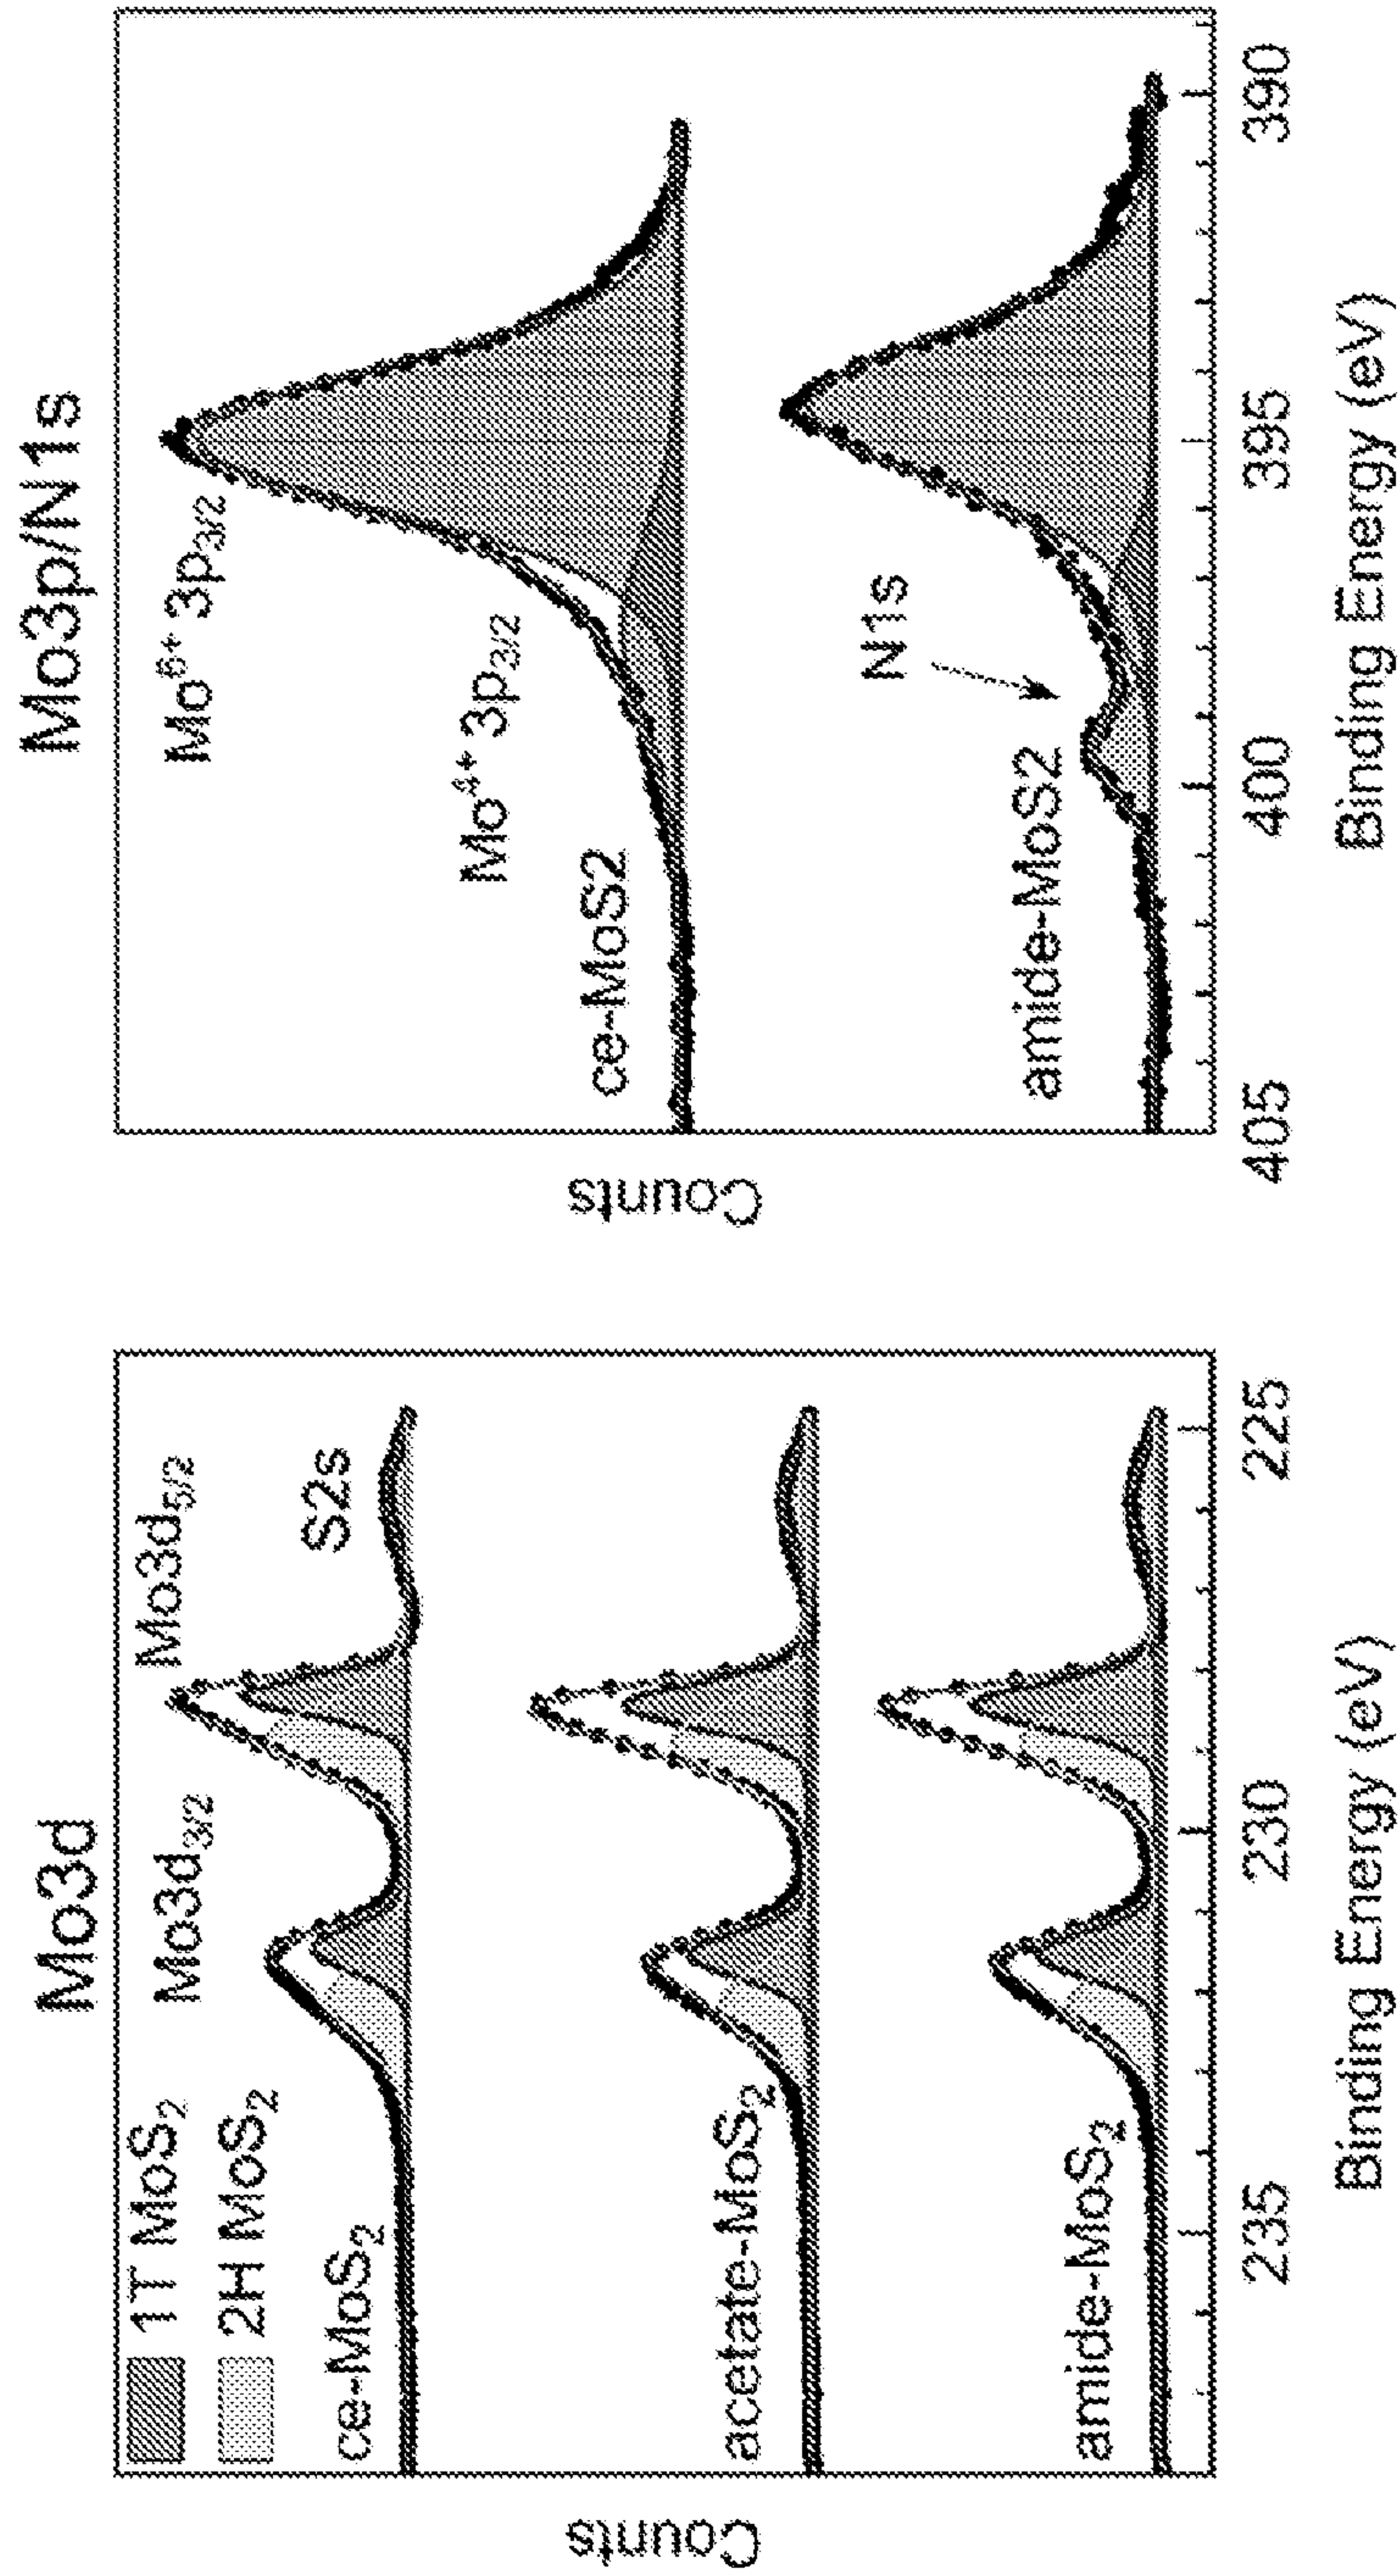 Mo3d
1T MoS₂
2H MoS₂
Mo3d₃/₂
Mo3d₅/₂
S2s
ce-MoS₂
acetate-MoS₂
amide-MoS₂
Counts
235
230
225
Binding Energy (eV)
Mo3p/N1s
Mo⁶⁺ 3p₃/₂
Mo⁴⁺ 3p₃/₂
ce-MoS2
N1s
amide-MoS2
Counts
405
400
395
390
Binding Energy (eV)